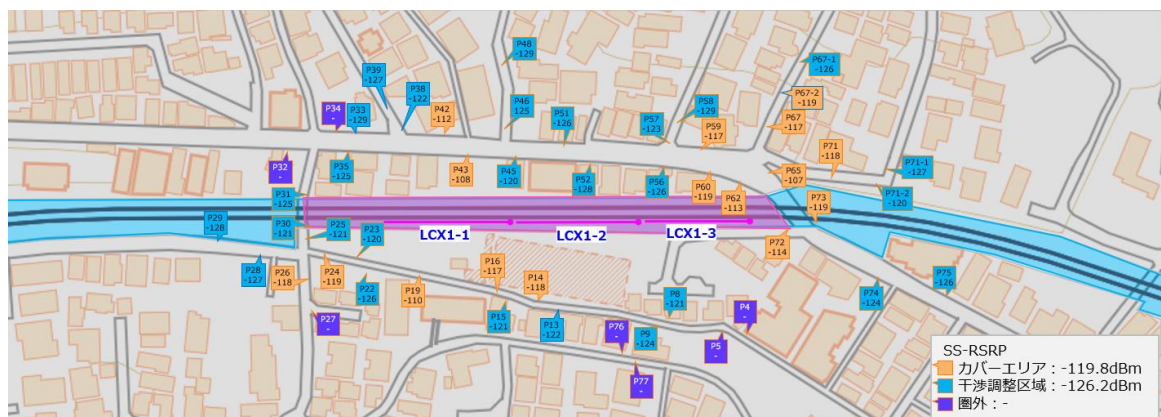 P48
-129
P67-1
-126
P39
-127
P38
-122
P67-2
-119
P34
-
P33
-129
P42
-112
P46
125
P51
-126
P57
-123
P58
-129
P59
-117
P67
-117
P71
-118
P32
-
P35
-125
P43
-108
P45
-120
P52
-128
P56
-126
P60
-119
P65
-107
P71-1
-127
P71-2
-120
P31
-125
P62
-113
P73
-119
P29
-128
P30
-121
P25
-121
P23
-120
LCX1-1
LCX1-2
LCX1-3
P72
-114
P28
-127
P26
-118
P24
-119
P22
-126
P19
-110
P16
-117
P14
-118
P15
-121
P13
-122
P8
-121
P74
-124
P75
-126
P27
-
P76
-
P9
-124
P4
-
P5
-
P77
-
SS-RSRP
カバーエリア：-119.8dBm
干渉調整区域：-126.2dBm
圏外：-